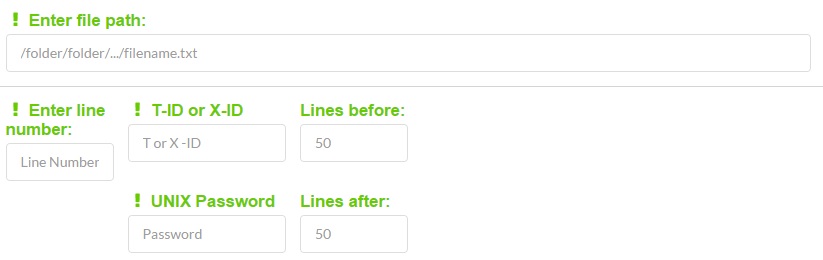 ! Enter file path:
/folder/folder/.../filename.txt
! Enter line
number:
Line Number
! T-ID or X-ID
T or X -ID
Lines before:
50
! UNIX Password
Password
Lines after:
50